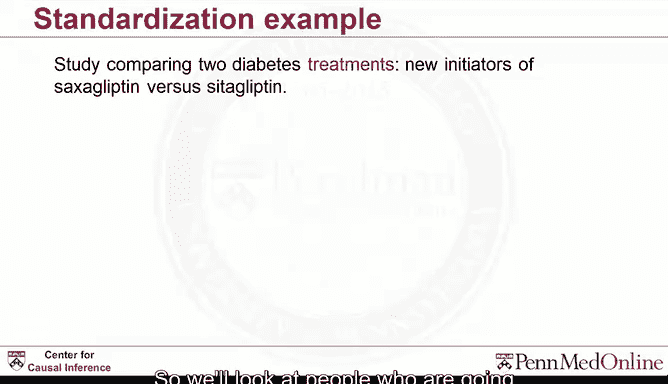 Standardization example
Study comparing two diabetes treatments: new initiators of
saxagliptin versus sitagliptin.
Center for
Causal Inference
PennMedOnline
So we'll look at people who are going